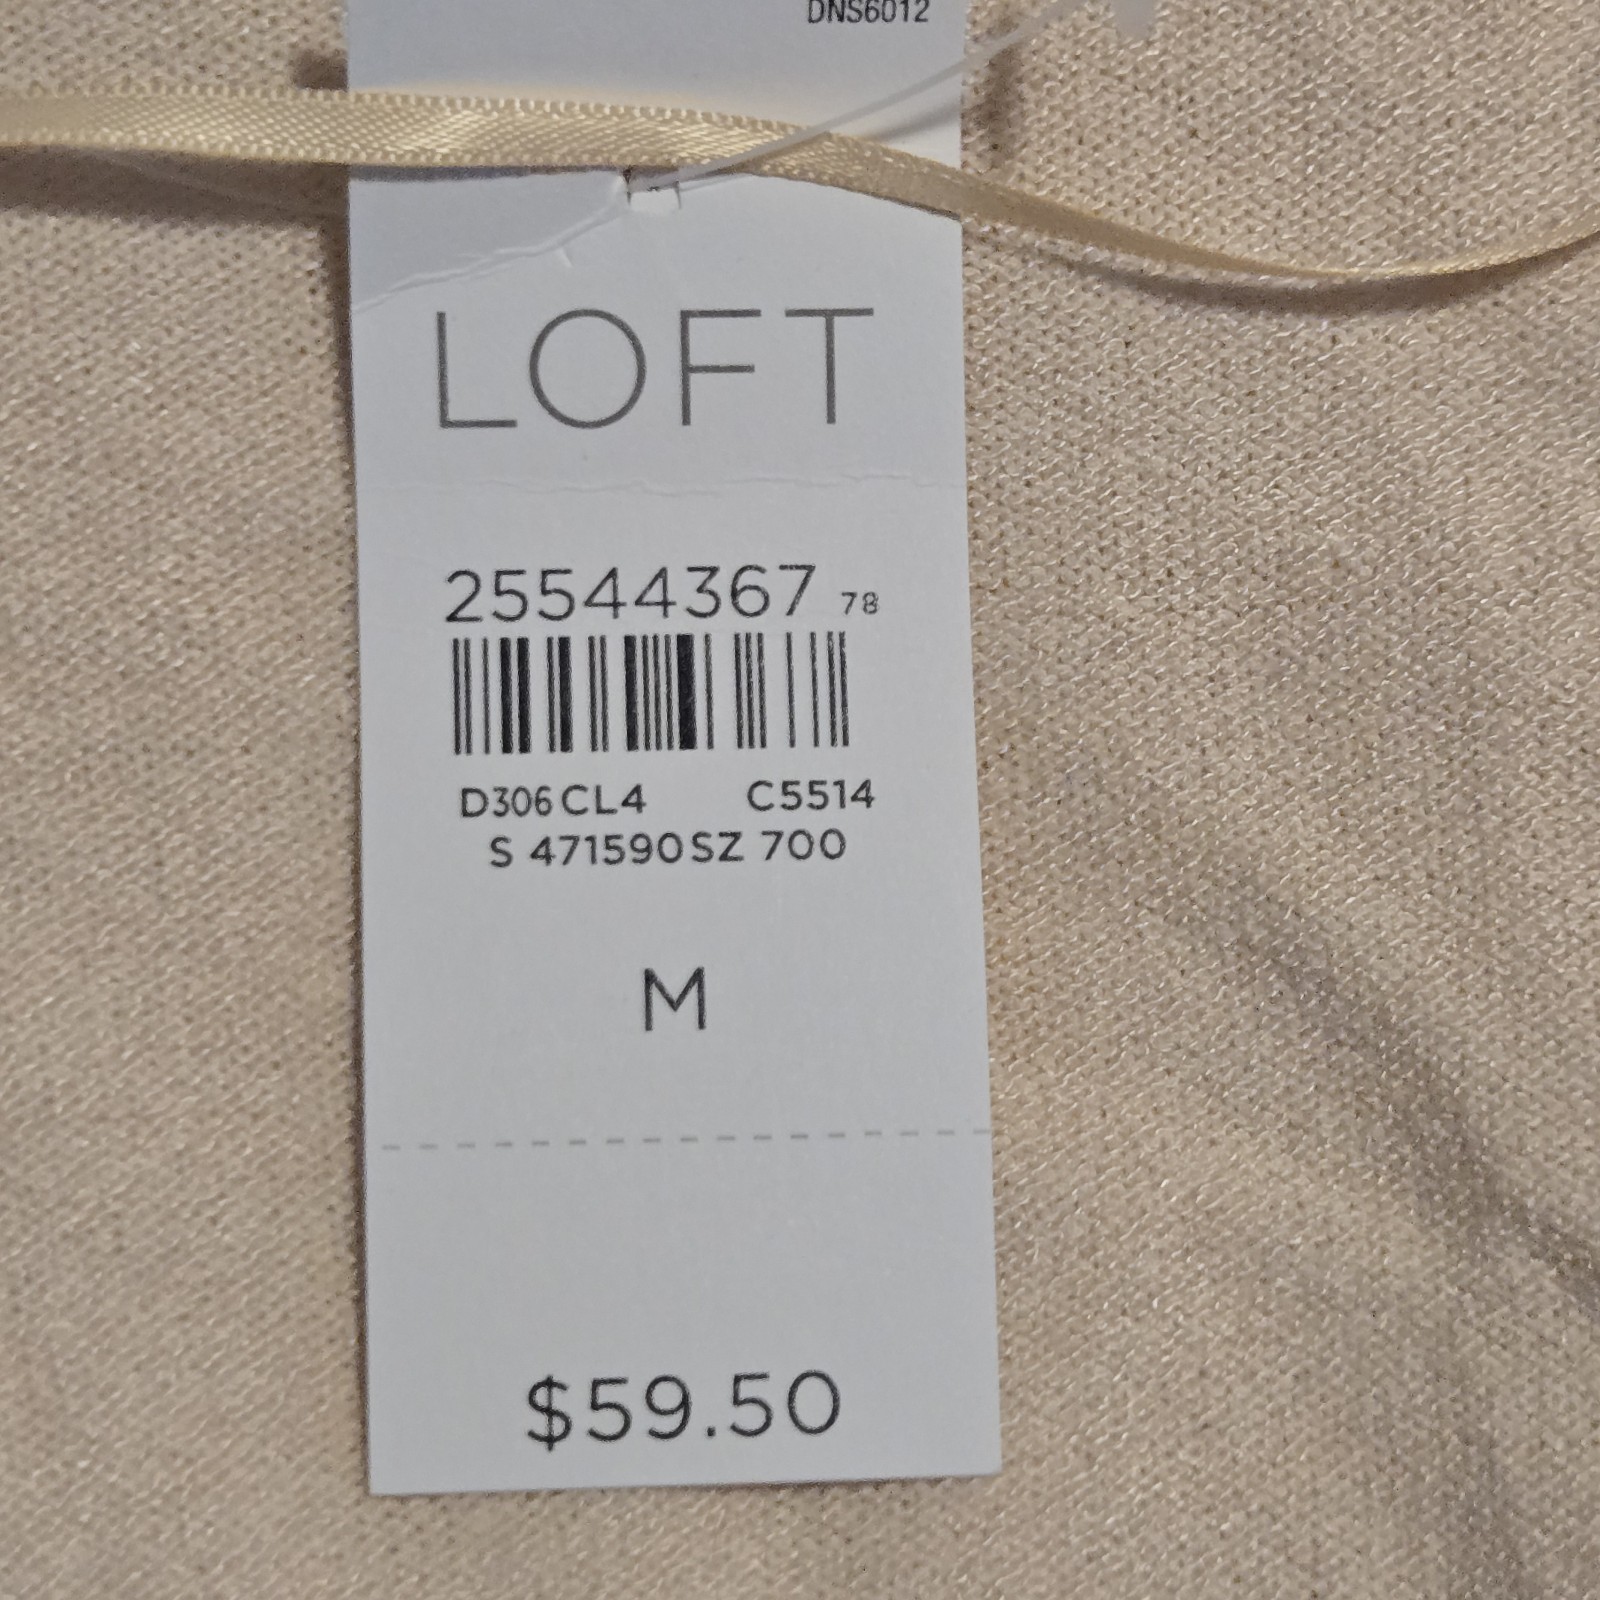 DNS6012
LOFT
25544367 78
D306 CL4 C5514
S 471590 SZ 700
M
$59.50